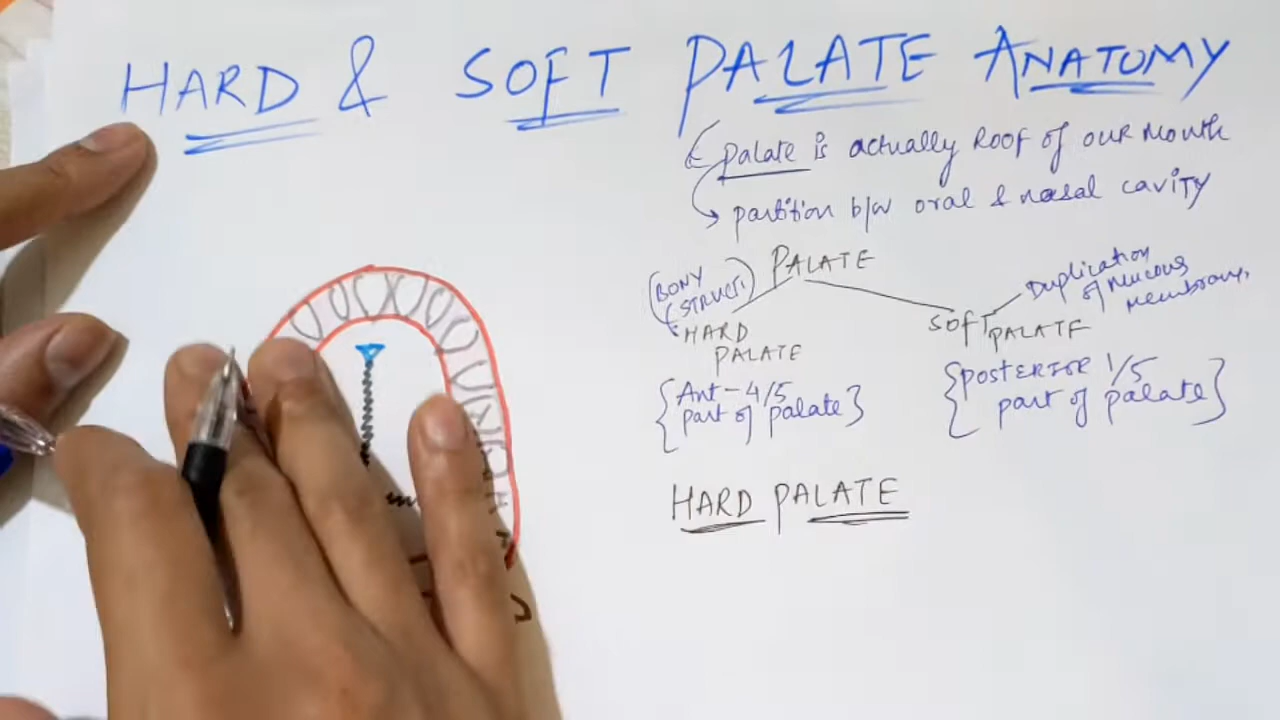 HARD & SOFT PALATE ANATOMY
palate is actually Roof of our mouth
partition b/w oral & nasal cavity
PALATE
(BONY STRUCT.)
HARD
PALATE
{Ant - 4/5
part of palate}
Duplication
of mucous
membrane,
SOFT
PALATE
{POSTERIOR 1/5
part of palate}
HARD PALATE